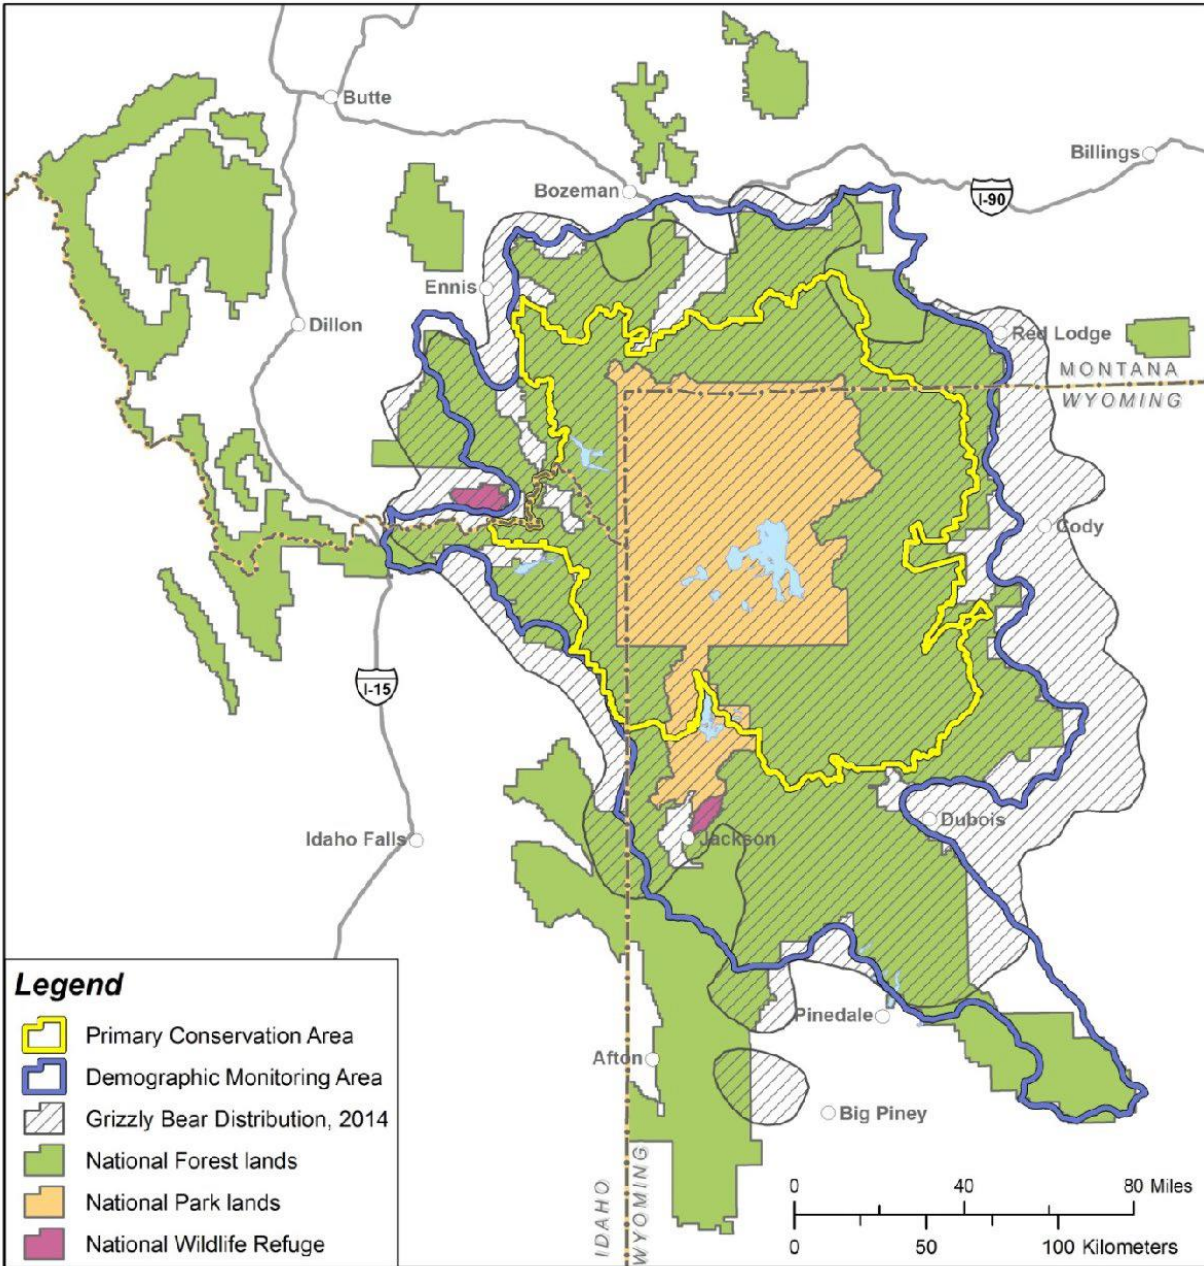 Butte
Billings
I-90
Bozeman
Ennis
Dillon
Red Lodge
MONTANA
WYOMING
Cody
I-15
Idaho Falls
Dubois
Jackson
Pinedale
Afton
Big Piney
IDAHO
WYOMING
Legend
Primary Conservation Area
Demographic Monitoring Area
Grizzly Bear Distribution, 2014
National Forest lands
National Park lands
National Wildlife Refuge
0 40 80 Miles
0 50 100 Kilometers